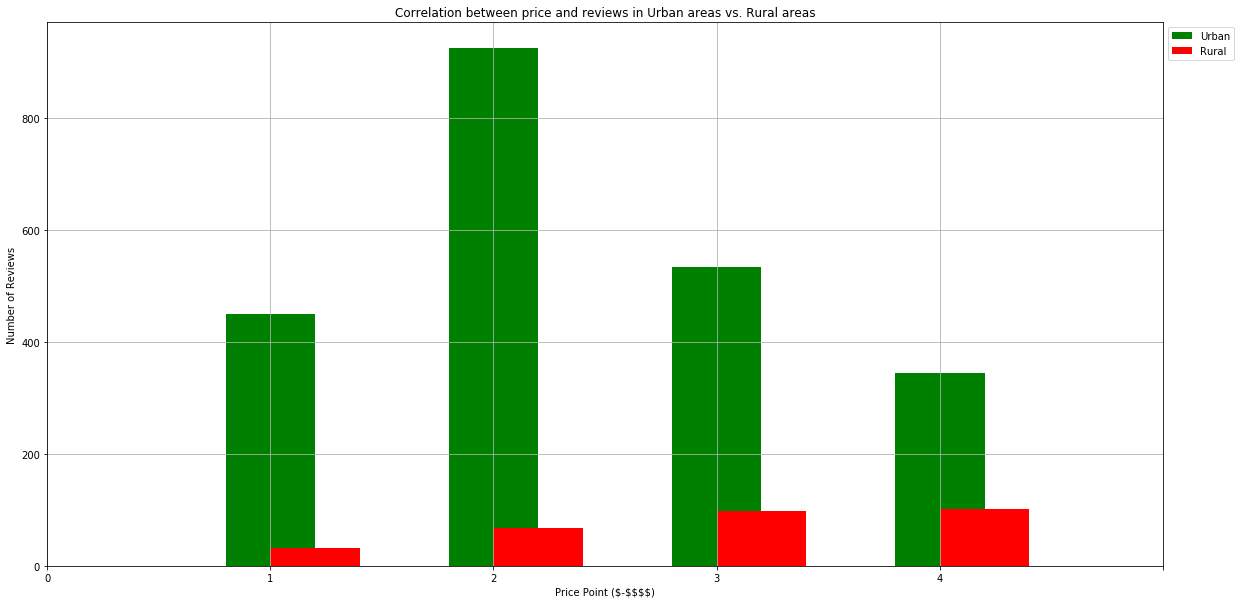 Correlation between price and reviews in Urban areas vs. Rural areas
Urban
Rural
Number of Reviews
800
600
400
200
0
0 1 2 3 4
Price Point ($-$$$$)